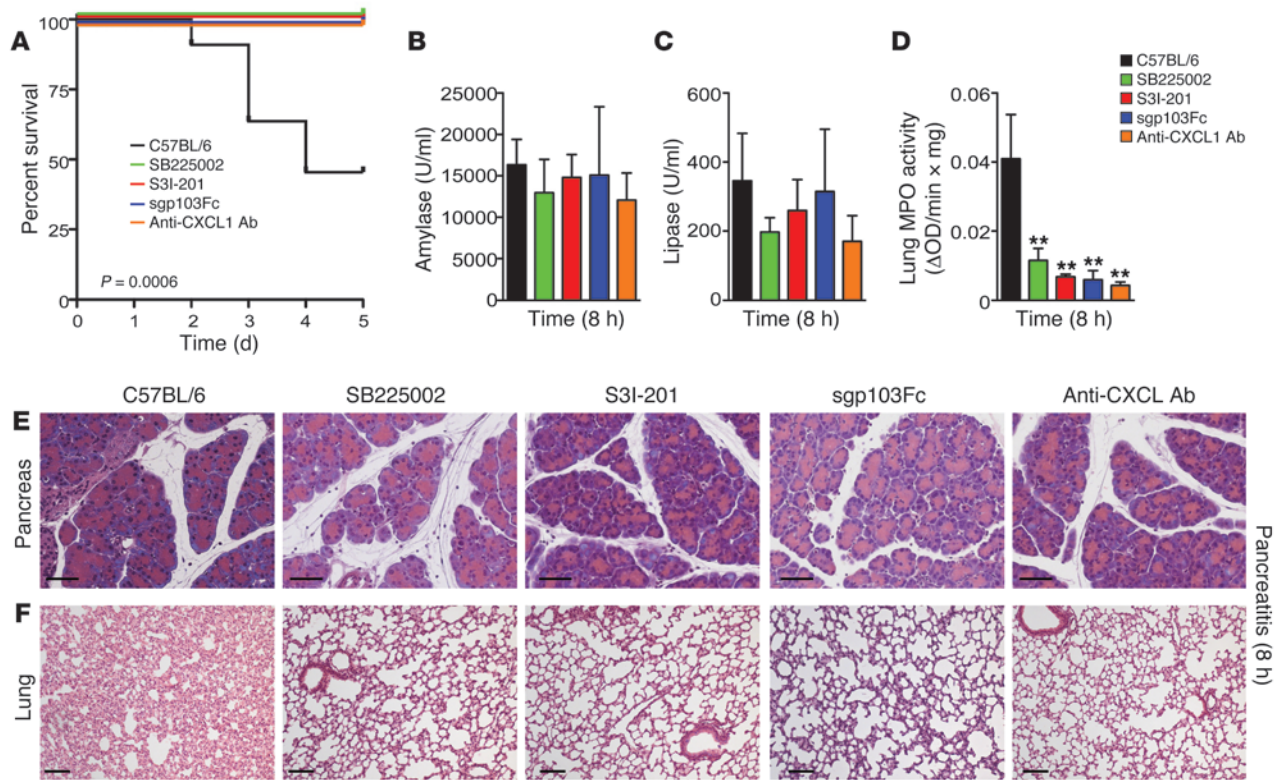 A
100
75
50
25
0
Percent survival
C57BL/6
SB225002
S3I-201
sgp103Fc
Anti-CXCL1 Ab
P = 0.0006
0 1 2 3 4 5
Time (d)
B
25000
20000
15000
10000
5000
0
Amylase (U/ml)
Time (8 h)
C
600
400
200
0
Lipase (U/ml)
Time (8 h)
D
0.06
0.04
0.02
0
Lung MPO activity
(ΔOD/min × mg)
** ** ** **
Time (8 h)
C57BL/6
SB225002
S3I-201
sgp103Fc
Anti-CXCL1 Ab
C57BL/6 SB225002 S3I-201 sgp103Fc Anti-CXCL Ab
E
Pancreas
F
Lung
Pancreatitis (8 h)